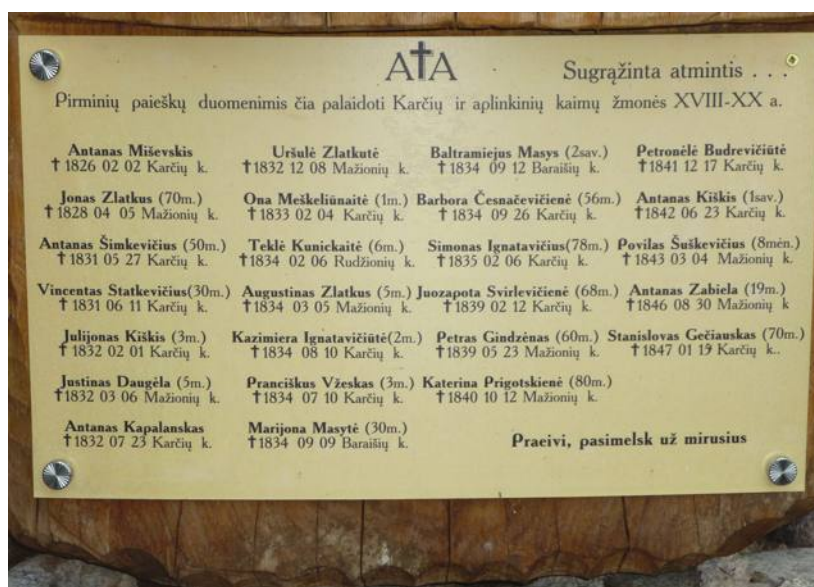 A✝A
Sugrąžinta atmintis . . .
Pirminių paieškų duomenimis čia palaidoti Karčių ir aplinkinių kaimų žmonės XVIII-XX a.
Antanas Miševskis
✝1826 02 02 Karčių k.
Jonas Zlatkus (70m.)
✝1828 04 05 Mažionių k.
Antanas Šimkevičius (50m.)
✝1831 05 27 Karčių k.
Vincentas Statkevičius(30m.)
✝1831 06 11 Karčių k.
Julijonas Kiškis (3m.)
✝1832 02 01 Karčių k.
Justinas Daugėla (5m.)
✝1832 03 06 Mažionių k.
Antanas Kapalanskas
✝1832 07 23 Karčių k.
Uršulė Zlatkutė
✝1832 12 08 Mažionių k.
Ona Meškeliūnaitė (1m.)
✝1833 02 04 Karčių k.
Teklė Kunickaitė (6m.)
✝1834 02 06 Rudžionių k.
Augustinas Zlatkus (5m.)
✝1834 03 05 Mažionių k.
Kazimiera Ignatavičiūtė(2m.)
✝1834 08 10 Karčių k.
Pranciškus Vžeskas (3m.)
✝1834 07 10 Karčių k.
Marijona Masytė (30m.)
✝1834 09 09 Baraišių k.
Baltramiejus Masys (2sav.)
✝1834 09 12 Baraišių k.
Barbora Česnačevičienė (56m.)
✝1834 09 26 Karčių k.
Simonas Ignatavičius(78m.)
✝1835 02 06 Karčių k.
Juozapota Svirlevičienė (68m.)
✝1839 02 12 Karčių k.
Petras Gindzėnas (60m.)
✝1839 05 23 Mažionių k.
Katerina Prigotskienė (80m.)
✝1840 10 12 Mažionių k.
Petronėlė Budrevičiūtė
✝1841 12 17 Karčių k.
Antanas Kiškis (1sav.)
✝1842 06 23 Karčių k.
Povilas Šuškevičius (8mėn.)
✝1843 03 04 Mažionių k.
Antanas Zabiela (19m.)
✝1846 08 30 Mažionių k.
Stanislovas Gečiauskas (70m.)
✝1847 01 19 Karčių k..
Praeivi, pasimelsk už mirusius